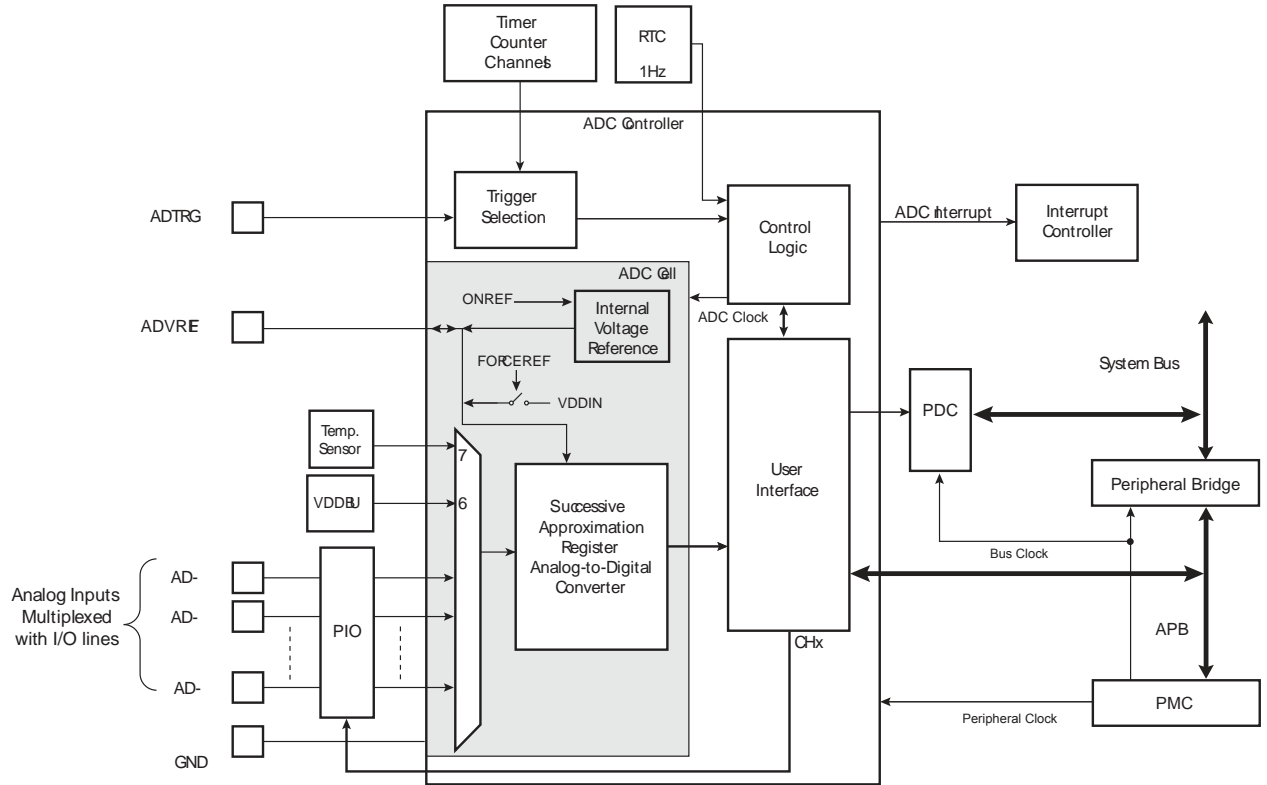 Timer
Counter
Channels
RTC
1Hz
ADC Controller
ADTRG
Trigger
Selection
Control
Logic
ADC Interrupt
Interrupt
Controller
ADC Cell
ONREF
Internal
Voltage
Reference
ADC Clock
ADVREF
FORCEREF
VDDIN
System Bus
PDC
Temp.
Sensor
7
VDDBU
6
Successive
Approximation
Register
Analog-to-Digital
Converter
User
Interface
Peripheral Bridge
Bus Clock
Analog Inputs
Multiplexed
with I/O lines
AD-
AD-
AD-
PIO
CHx
APB
PMC
Peripheral Clock
GND